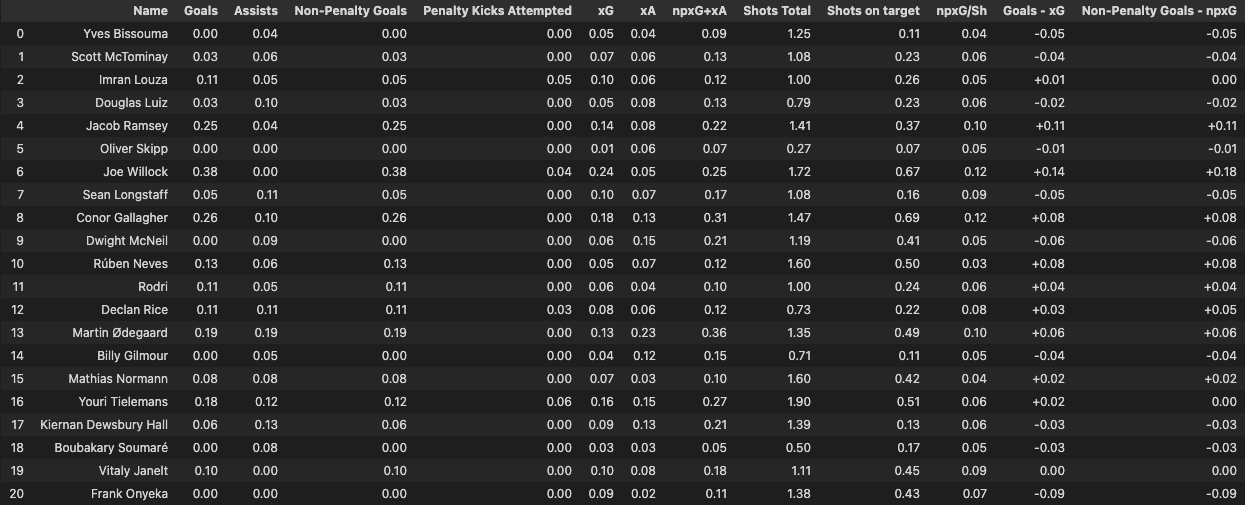 Name Goals Assists Non-Penalty Goals Penalty Kicks Attempted xG xA npxG+xA Shots Total Shots on target npxG/Sh Goals - xG Non-Penalty Goals - npxG
0 Yves Bissouma 0.00 0.04 0.00 0.00 0.05 0.04 0.09 1.25 0.11 0.04 -0.05 -0.05
1 Scott McTominay 0.03 0.06 0.03 0.00 0.07 0.06 0.13 1.08 0.23 0.06 -0.04 -0.04
2 Imran Louza 0.11 0.05 0.05 0.05 0.10 0.06 0.12 1.00 0.26 0.05 +0.01 0.00
3 Douglas Luiz 0.03 0.10 0.03 0.00 0.05 0.08 0.13 0.79 0.23 0.06 -0.02 -0.02
4 Jacob Ramsey 0.25 0.04 0.25 0.00 0.14 0.08 0.22 1.41 0.37 0.10 +0.11 +0.11
5 Oliver Skipp 0.00 0.00 0.00 0.00 0.01 0.06 0.07 0.27 0.07 0.05 -0.01 -0.01
6 Joe Willock 0.38 0.00 0.38 0.04 0.24 0.05 0.25 1.72 0.67 0.12 +0.14 +0.18
7 Sean Longstaff 0.05 0.11 0.05 0.00 0.10 0.07 0.17 1.08 0.16 0.09 -0.05 -0.05
8 Conor Gallagher 0.26 0.10 0.26 0.00 0.18 0.13 0.31 1.47 0.69 0.12 +0.08 +0.08
9 Dwight McNeil 0.00 0.09 0.00 0.00 0.06 0.15 0.21 1.19 0.41 0.05 -0.06 -0.06
10 Rúben Neves 0.13 0.06 0.13 0.00 0.05 0.07 0.12 1.60 0.50 0.03 +0.08 +0.08
11 Rodri 0.11 0.05 0.11 0.00 0.06 0.04 0.10 1.00 0.24 0.06 +0.04 +0.04
12 Declan Rice 0.11 0.11 0.11 0.03 0.08 0.06 0.12 0.73 0.22 0.08 +0.03 +0.05
13 Martin Ødegaard 0.19 0.19 0.19 0.00 0.13 0.23 0.36 1.35 0.49 0.10 +0.06 +0.06
14 Billy Gilmour 0.00 0.05 0.00 0.00 0.04 0.12 0.15 0.71 0.11 0.05 -0.04 -0.04
15 Mathias Normann 0.08 0.08 0.08 0.00 0.07 0.03 0.10 1.60 0.42 0.04 +0.02 +0.02
16 Youri Tielemans 0.18 0.12 0.12 0.06 0.16 0.15 0.27 1.90 0.51 0.06 +0.02 0.00
17 Kiernan Dewsbury Hall 0.06 0.13 0.06 0.00 0.09 0.13 0.21 1.39 0.13 0.06 -0.03 -0.03
18 Boubakary Soumaré 0.00 0.08 0.00 0.00 0.03 0.03 0.05 0.50 0.17 0.05 -0.03 -0.03
19 Vitaly Janelt 0.10 0.00 0.10 0.00 0.10 0.08 0.18 1.11 0.45 0.09 0.00 0.00
20 Frank Onyeka 0.00 0.00 0.00 0.00 0.09 0.02 0.11 1.38 0.43 0.07 -0.09 -0.09